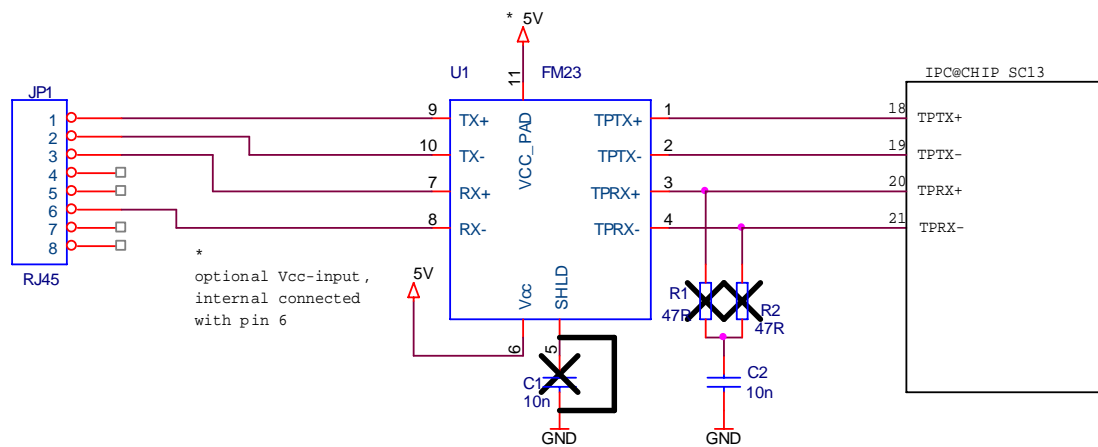 * 5V
U1
FM23
11
IPC@CHIP SC13
JP1
1
2
3
4
5
6
7
8
RJ45
9
10
7
8
TX+
TX-
RX+
RX-
VCC_PAD
TPTX+
TPTX-
TPRX+
TPRX-
Vcc
SHLD
1
2
3
4
18
19
20
21
TPTX+
TPTX-
TPRX+
TPRX-
*
optional Vcc-input,
internal connected
with pin 6
5V
6
5
C1
10n
GND
R1
47R
R2
47R
C2
10n
GND